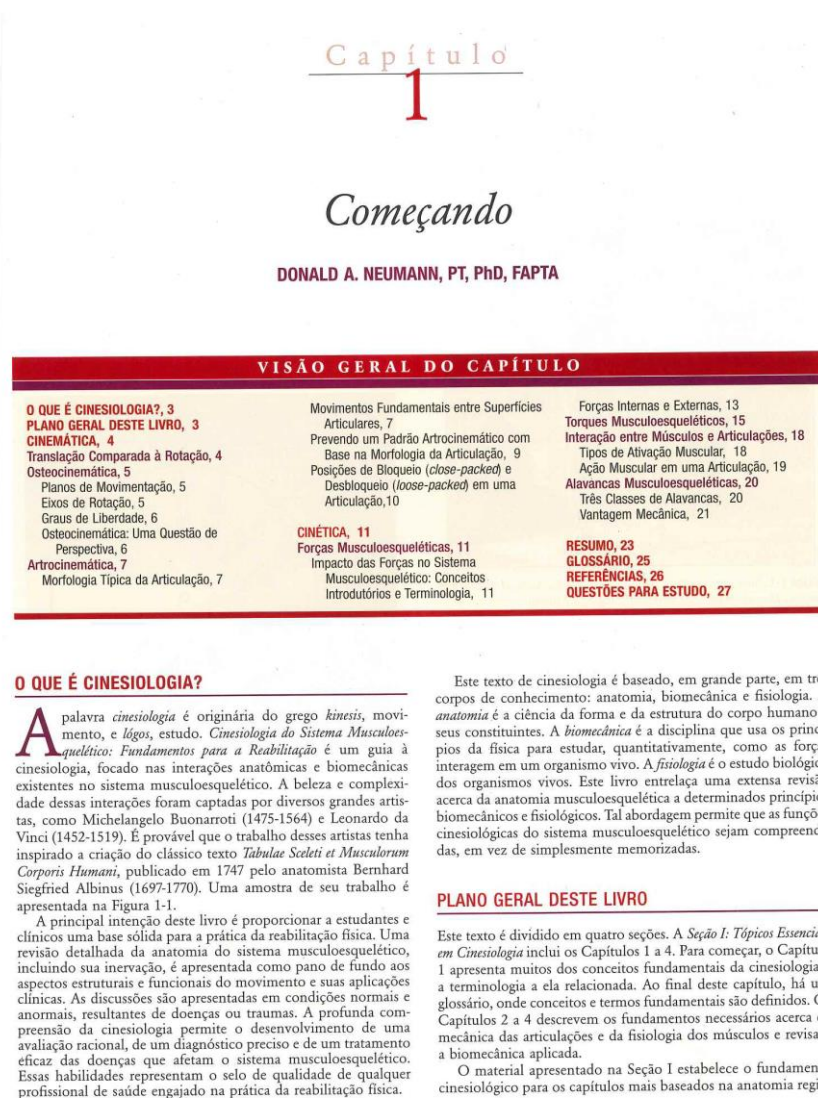 Capítulo
1
Começando
DONALD A. NEUMANN, PT, PhD, FAPTA
VISÃO GERAL DO CAPÍTULO
O QUE É CINESIOLOGIA?, 3
PLANO GERAL DESTE LIVRO, 3
CINEMÁTICA, 4
Translação Comparada à Rotação, 4
Osteocinemática, 5
Planos de Movimentação, 5
Eixos de Rotação, 5
Graus de Liberdade, 6
Osteocinemática: Uma Questão de
Perspectiva, 6
Artrocinemática, 7
Morfologia Típica da Articulação, 7
Movimentos Fundamentais entre Superfícies
Articulares, 7
Prevendo um Padrão Artrocinemático com
Base na Morfologia da Articulação, 9
Posições de Bloqueio (close-packed) e
Desbloqueio (loose-packed) em uma
Articulação,10
CINÉTICA, 11
Forças Musculoesqueléticas, 11
Impacto das Forças no Sistema
Musculoesquelético: Conceitos
Introdutórios e Terminologia, 11
Forças Internas e Externas, 13
Torques Musculoesqueléticos, 15
Interação entre Músculos e Articulações, 18
Tipos de Ativação Muscular, 18
Ação Muscular em uma Articulação, 19
Alavancas Musculoesqueléticas, 20
Três Classes de Alavancas, 20
Vantagem Mecânica, 21
RESUMO, 23
GLOSSÁRIO, 25
REFERÊNCIAS, 26
QUESTÕES PARA ESTUDO, 27
O QUE É CINESIOLOGIA?
A palavra cinesiologia é originária do grego kinesis, movi-
mento, e lógos, estudo. Cinesiologia do Sistema Musculoes-
quelético: Fundamentos para a Reabilitação é um guia à
cinesiologia, focado nas interações anatômicas e biomecânicas
existentes no sistema musculoesquelético. A beleza e complexi-
dade dessas interações foram captadas por diversos grandes artis-
tas, como Michelangelo Buonarroti (1475-1564) e Leonardo da
Vinci (1452-1519). É provável que o trabalho desses artistas tenha
inspirado a criação do clássico texto Tabulae Sceleti et Musculorum
Corporis Humani, publicado em 1747 pelo anatomista Bernhard
Siegfried Albinus (1697-1770). Uma amostra de seu trabalho é
apresentada na Figura 1-1.
A principal intenção deste livro é proporcionar a estudantes e
clínicos uma base sólida para a prática da reabilitação física. Uma
revisão detalhada da anatomia do sistema musculoesquelético,
incluindo sua inervação, é apresentada como pano de fundo aos
aspectos estruturais e funcionais do movimento e suas aplicações
clínicas. As discussões são apresentadas em condições normais e
anormais, resultantes de doenças ou traumas. A profunda com-
preensão da cinesiologia permite o desenvolvimento de uma
avaliação racional, de um diagnóstico preciso e de um tratamento
eficaz das doenças que afetam o sistema musculoesquelético.
Essas habilidades representam o selo de qualidade de qualquer
profissional de saúde engajado na prática da reabilitação física.
Este texto de cinesiologia é baseado, em grande parte, em tr
corpos de conhecimento: anatomia, biomecânica e fisiologia.
anatomia é a ciência da forma e da estrutura do corpo humano
seus constituintes. A biomecânica é a disciplina que usa os princ
pios da física para estudar, quantitativamente, como as forç
interagem em um organismo vivo. A fisiologia é o estudo biológic
dos organismos vivos. Este livro entrelaça uma extensa revisã
acerca da anatomia musculoesquelética a determinados princípi
biomecânicos e fisiológicos. Tal abordagem permite que as funçõ
cinesiológicas do sistema musculoesquelético sejam compreend
das, em vez de simplesmente memorizadas.
PLANO GERAL DESTE LIVRO
Este texto é dividido em quatro seções. A Seção I: Tópicos Essencia
em Cinesiologia inclui os Capítulos 1 a 4. Para começar, o Capítu
1 apresenta muitos dos conceitos fundamentais da cinesiologia
a terminologia a ela relacionada. Ao final deste capítulo, há u
glossário, onde conceitos e termos fundamentais são definidos. O
Capítulos 2 a 4 descrevem os fundamentos necessários acerca
mecânica das articulações e da fisiologia dos músculos e revisa
a biomecânica aplicada.
O material apresentado na Seção I estabelece o fundamen
cinesiológico para os capítulos mais baseados na anatomia regi